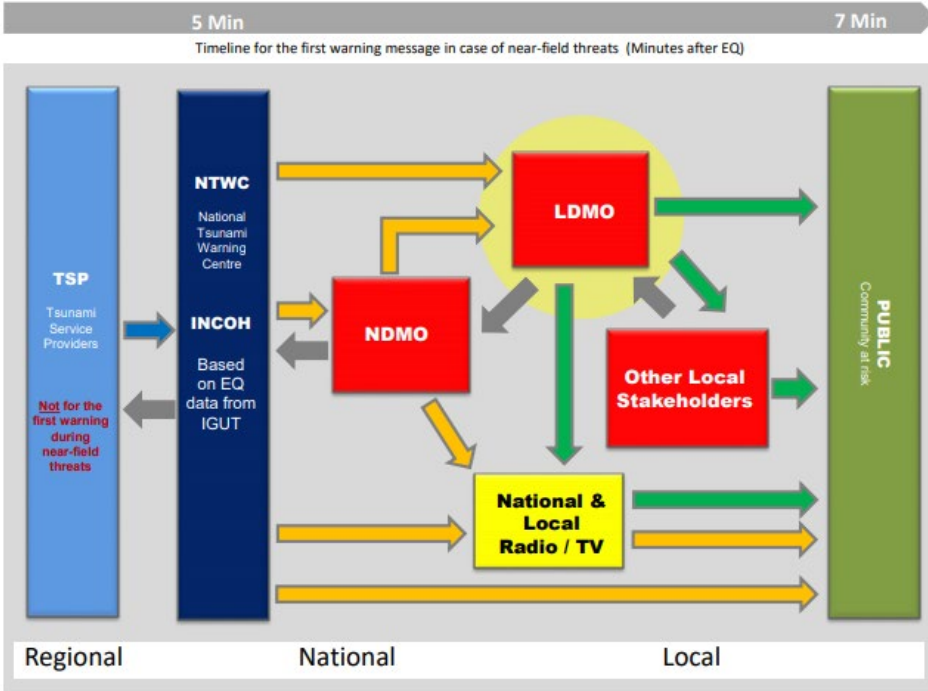 5 Min
7 Min
Timeline for the first warning message in case of near-field threats  (Minutes after EQ)
TSP
Tsunami
Service
Providers
Not for the
first warning
during
near-field
threats
NTWC
National
Tsunami
Warning
Centre
INCOH
Based
on EQ
data from
IGUT
NDMO
LDMO
Other Local
Stakeholders
National &
Local
Radio / TV
PUBLIC
Community at risk
Regional
National
Local